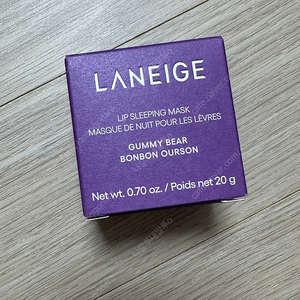 LANEIGE
LIP SLEEPING MASK
MASQUE DE NUIT POUR LES LÈVRES
GUMMY BEAR
BONBON OURSON
Net wt. 0.70 oz. / Poids net 20 g